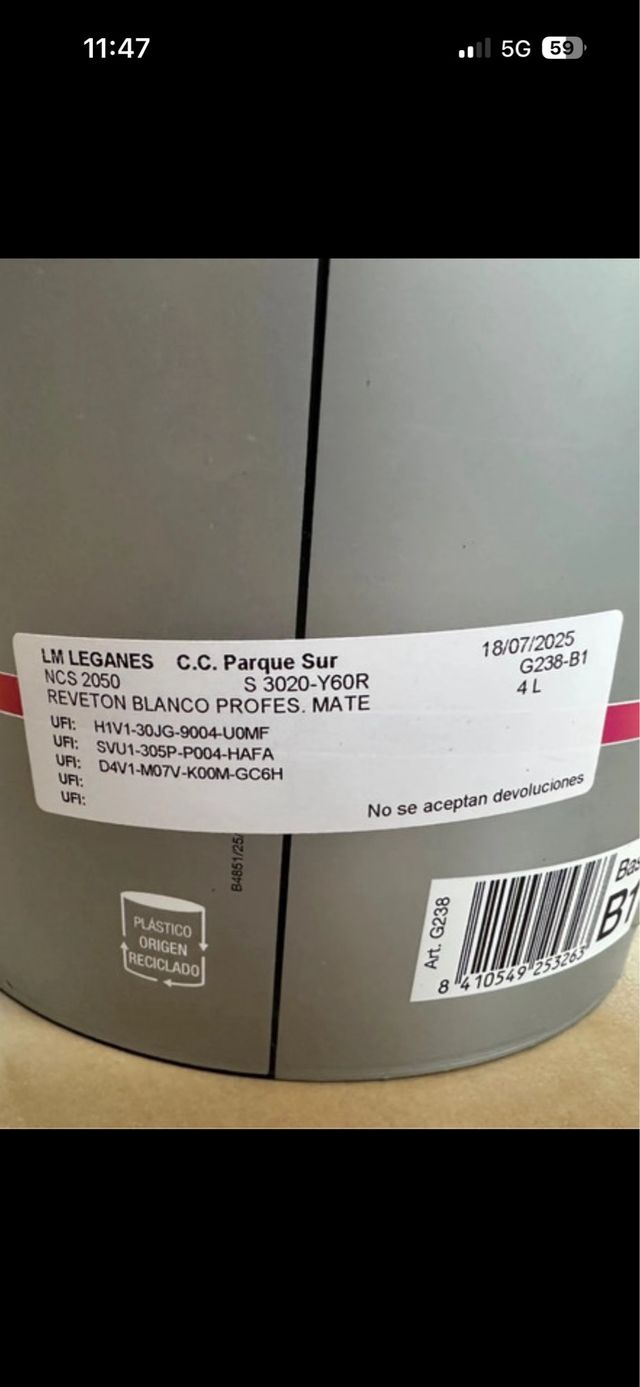 11:47
5G 59
LM LEGANES C.C. Parque Sur 18/07/2025
NCS 2050 S 3020-Y60R G238-B1
REVETON BLANCO PROFES. MATE 4 L
UFI: H1V1-30JG-9004-U0MF
UFI: SVU1-305P-P004-HAFA
UFI: D4V1-M07V-K00M-GC6H
UFI:
UFI:
No se aceptan devoluciones
B4851/25/
PLÁSTICO
ORIGEN
RECICLADO
Art. G238
8 410549 253263
B1